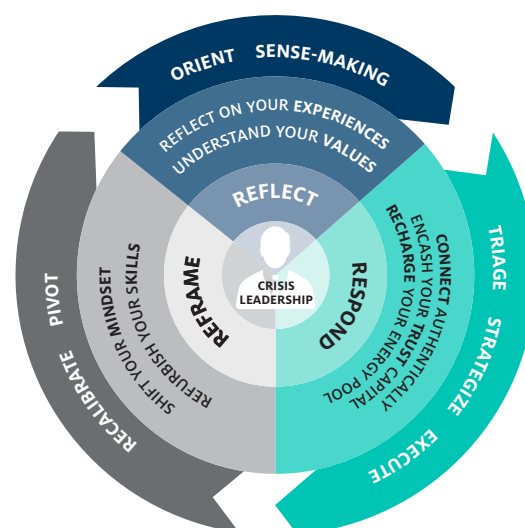 ORIENT SENSE-MAKING
REFLECT ON YOUR EXPERIENCES
UNDERSTAND YOUR VALUES
REFLECT
TRIAGE STRATEGIZE EXECUTE
CONNECT AUTHENTICALLY
ENCASH YOUR TRUST CAPITAL
RECHARGE YOUR ENERGY POOL
RESPOND
CRISIS
LEADERSHIP
REFRAME
REFURBISH YOUR SKILLS
SHIFT YOUR MINDSET
RECALIBRATE PIVOT